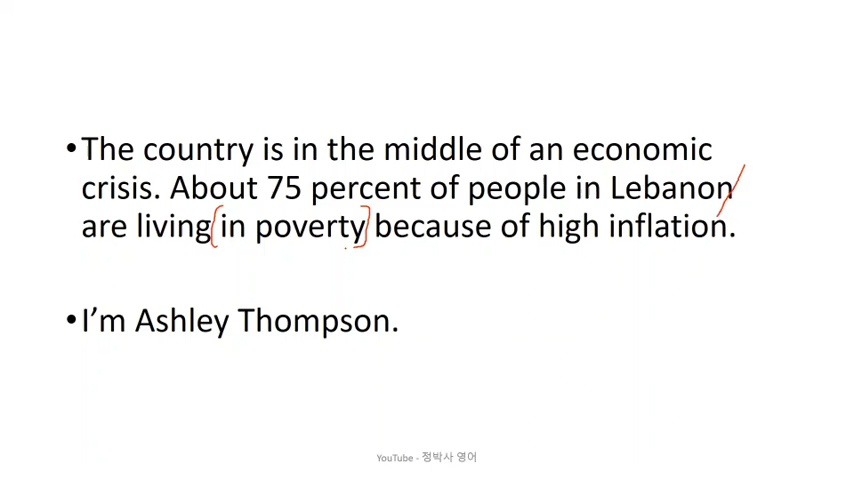 •The country is in the middle of an economic
crisis. About 75 percent of people in Lebanon
are living in poverty because of high inflation.
•I’m Ashley Thompson.
YouTube - 정박사 영어